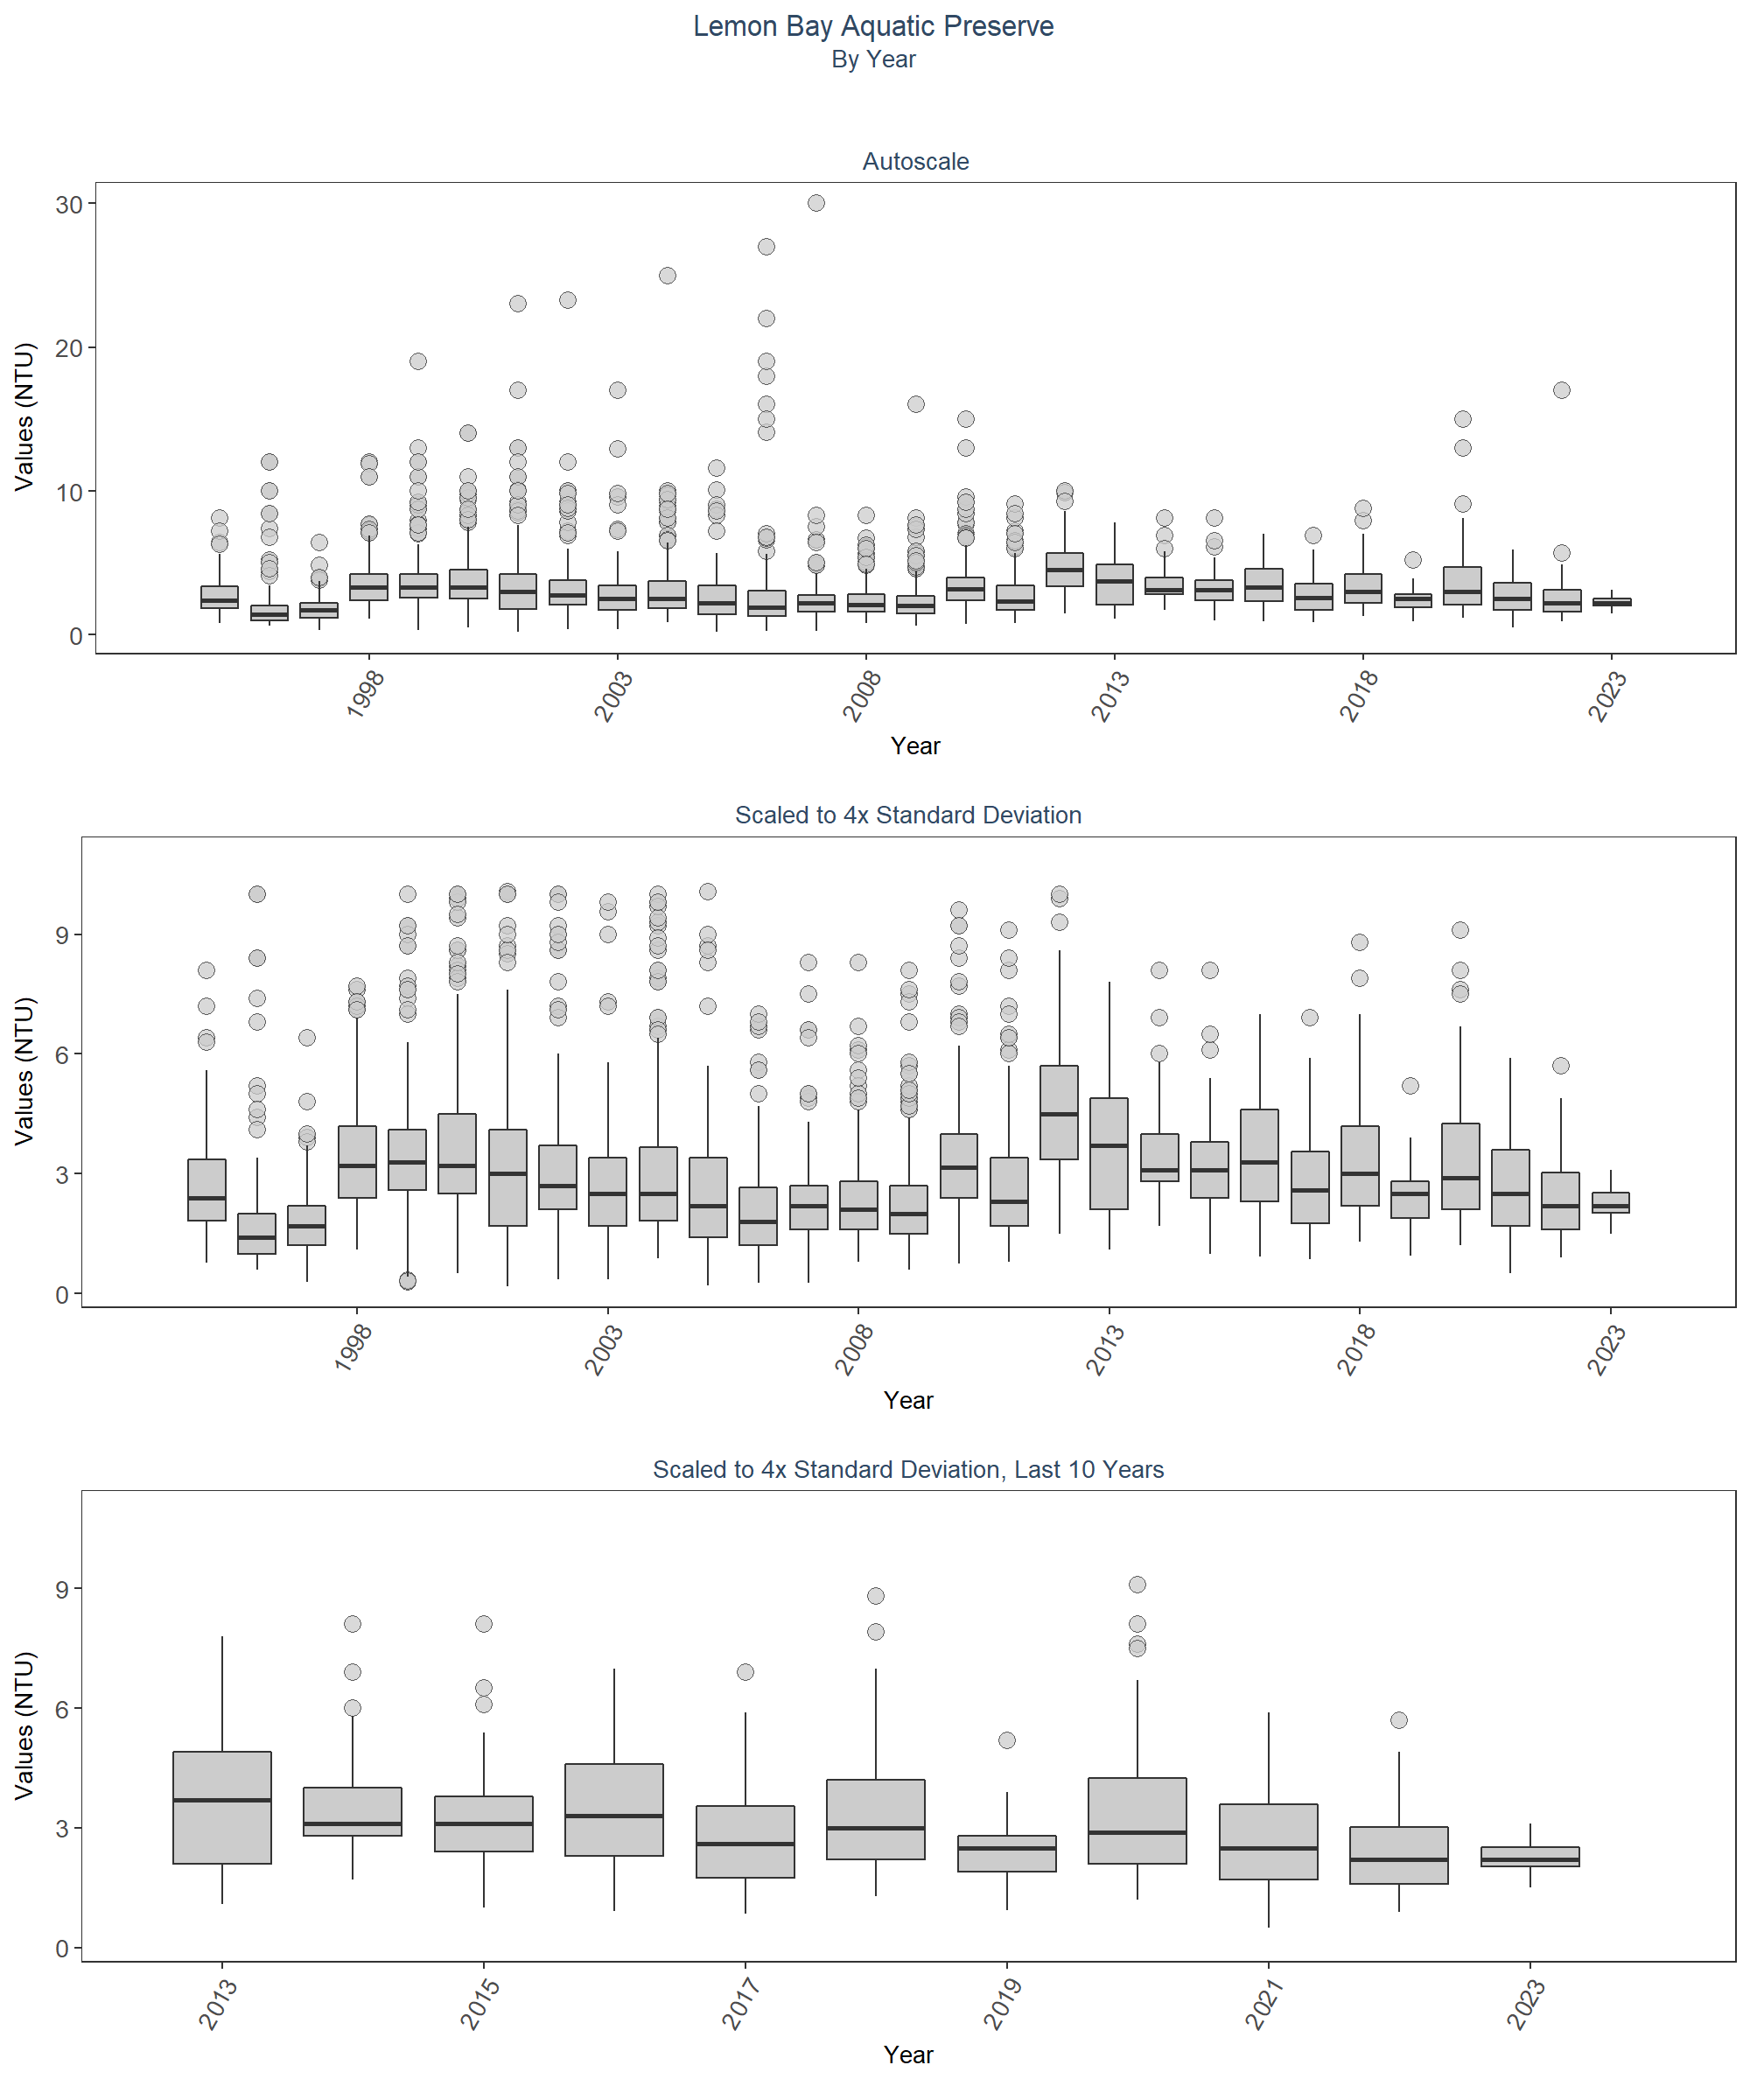 Lemon Bay Aquatic Preserve
By Year
Autoscale
Values (NTU)
30
20
10
0
1998
2003
2008
2013
2018
2023
Year
Scaled to 4x Standard Deviation
Values (NTU)
9
6
3
0
1998
2003
2008
2013
2018
2023
Year
Scaled to 4x Standard Deviation, Last 10 Years
Values (NTU)
9
6
3
0
2013
2015
2017
2019
2021
2023
Year